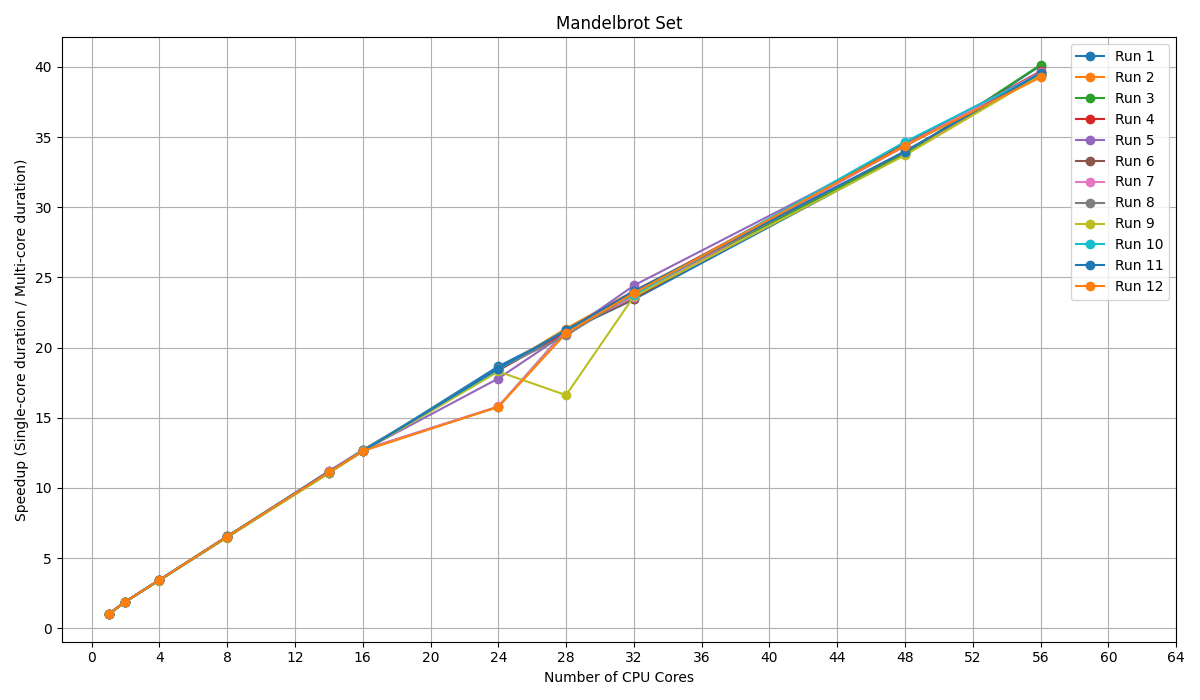 Mandelbrot Set
Speedup (Single-core duration / Multi-core duration)
40
35
30
25
20
15
10
5
0
0 4 8 12 16 20 24 28 32 36 40 44 48 52 56 60 64
Number of CPU Cores
Run 1
Run 2
Run 3
Run 4
Run 5
Run 6
Run 7
Run 8
Run 9
Run 10
Run 11
Run 12